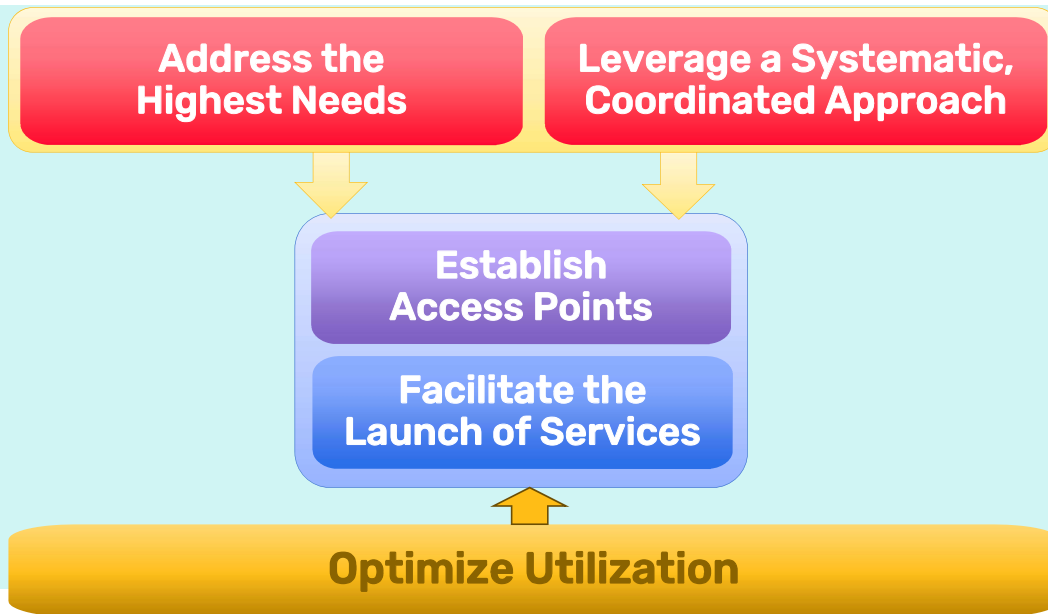 Address the
Highest Needs
Leverage a Systematic,
Coordinated Approach
Establish
Access Points
Facilitate the
Launch of Services
Optimize Utilization